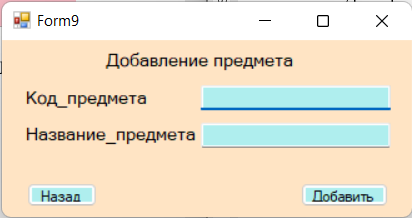 Form9
Добавление предмета
Код_предмета
Название_предмета
Назад
Добавить